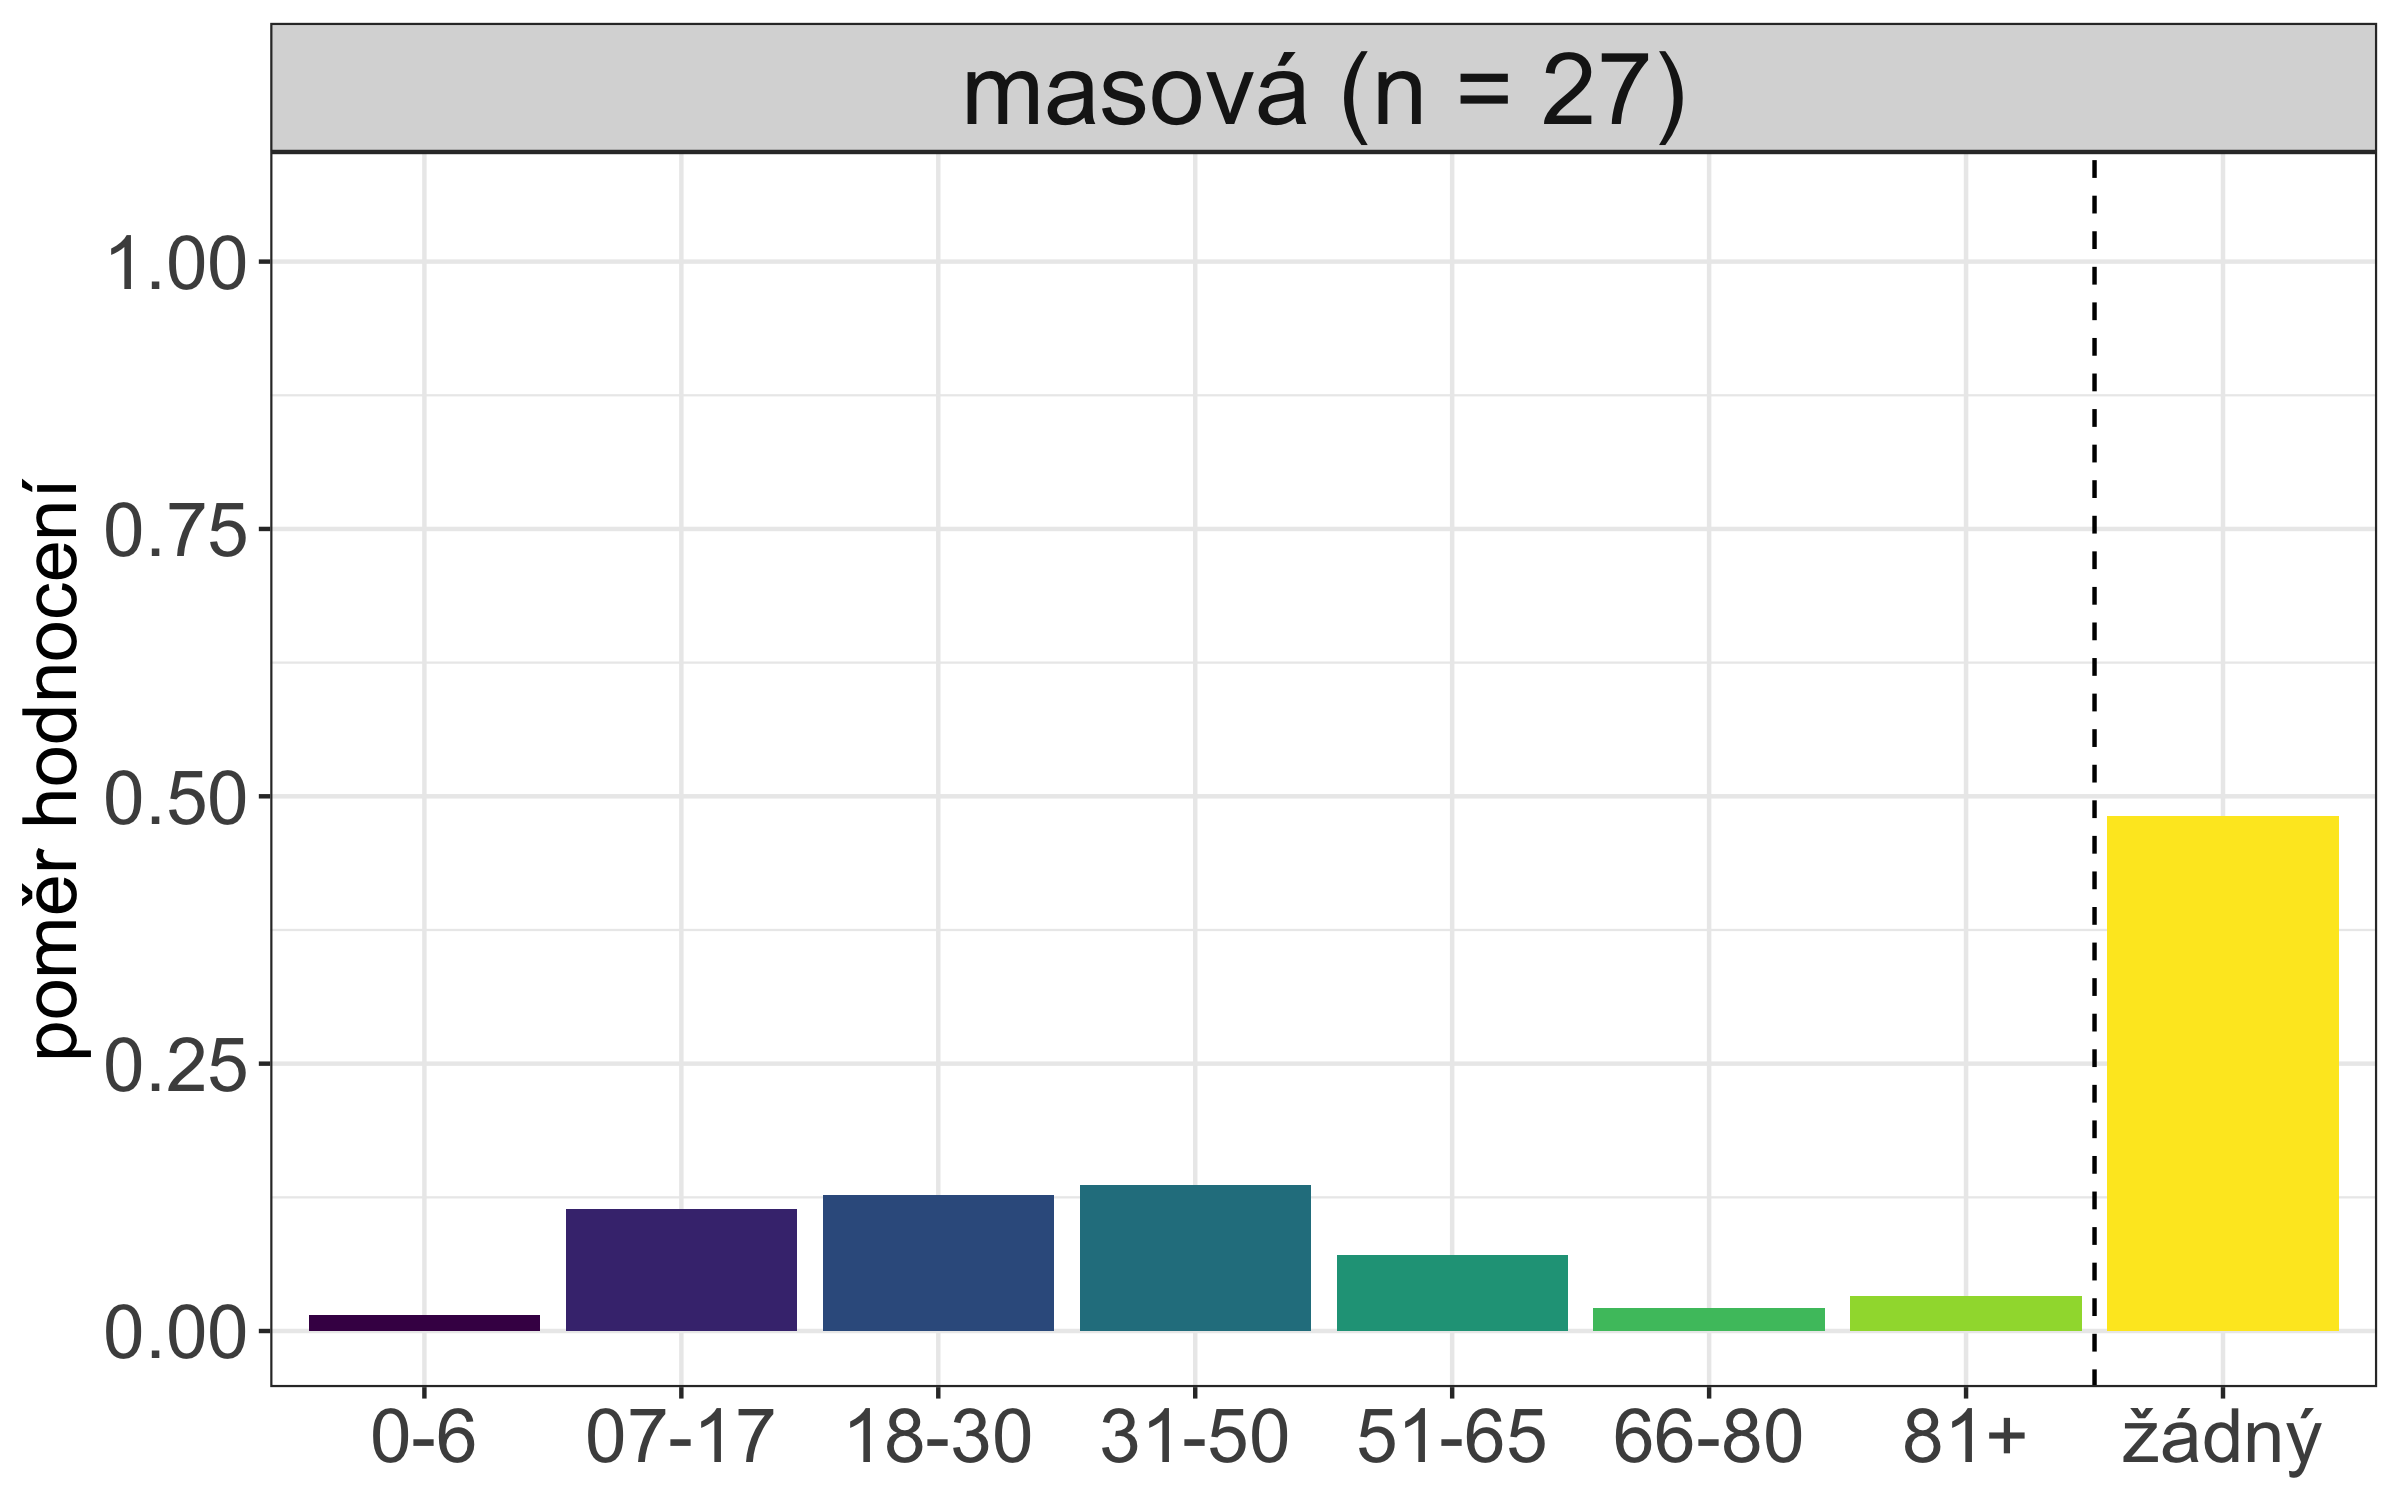 masová (n = 27)
poměr hodnocení
1.00
0.75
0.50
0.25
0.00
0-6 07-17 18-30 31-50 51-65 66-80 81+ žádný